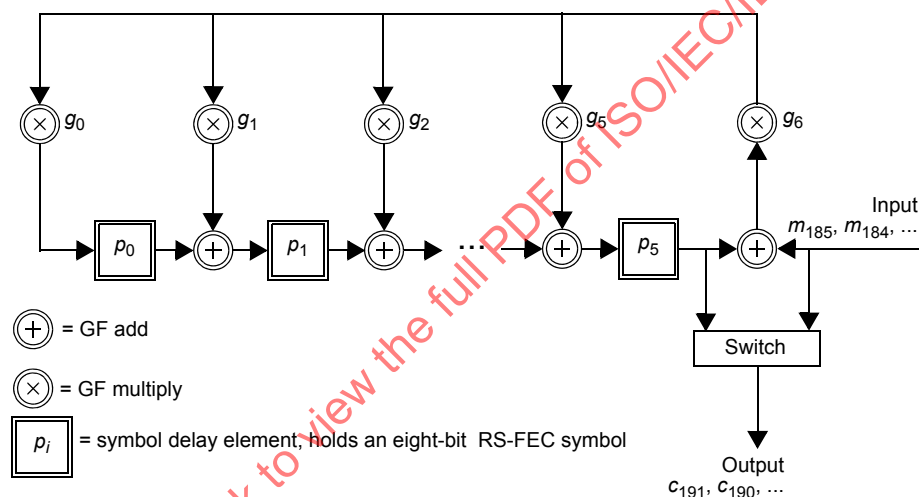 g0 g1 g2 g5 g6
Input
m185, m184, ...
p0 p1 ... p5
= GF add
Switch
= GF multiply
pi = symbol delay element, holds an eight-bit RS-FEC symbol
Output
c191, c190, ...
k to view the full PDF of ISO/IEC/IE